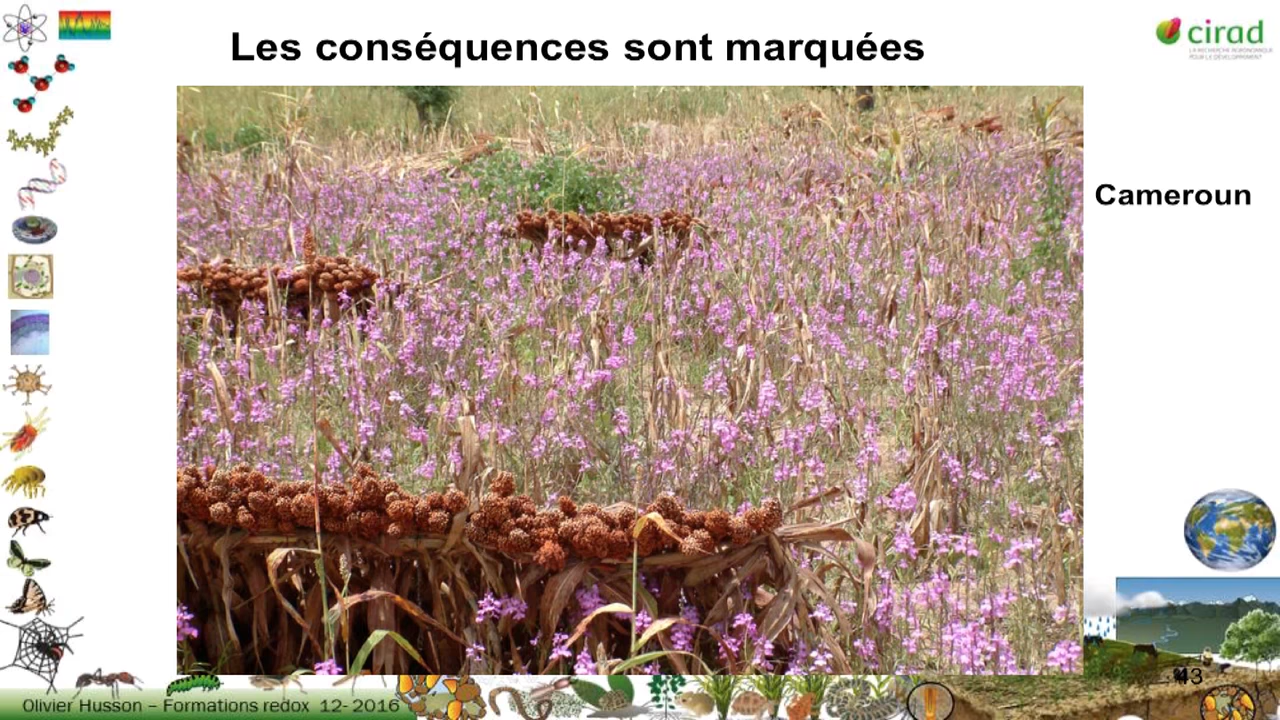 Les conséquences sont marquées
cirad
LA RECHERCHE AGRONOMIQUE
POUR LE DÉVELOPPEMENT
Cameroun
43
Olivier Husson – Formations redox 12- 2016